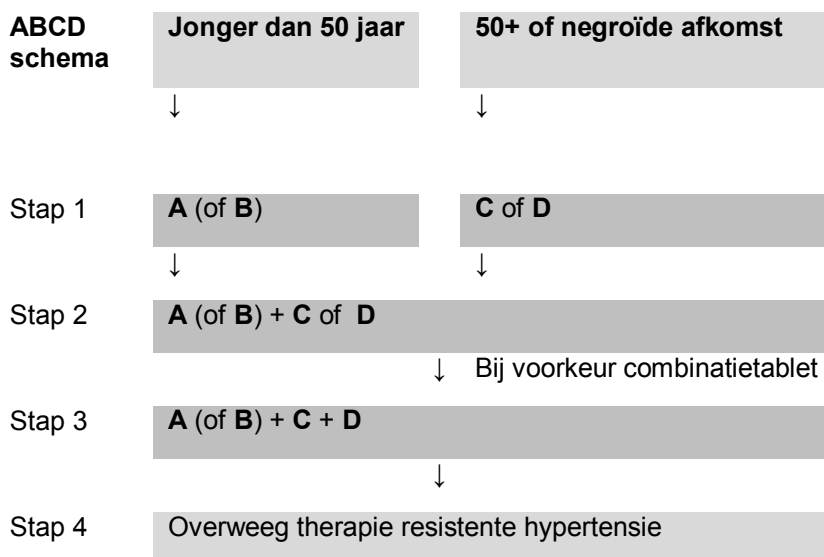 ABCD schema Jonger dan 50 jaar 50+ of negroïde afkomst
↓ ↓
Stap 1 A (of B) C of D
↓ ↓
Stap 2 A (of B) + C of D
↓ Bij voorkeur combinatietablet
Stap 3 A (of B) + C + D
↓
Stap 4 Overweeg therapie resistente hypertensie